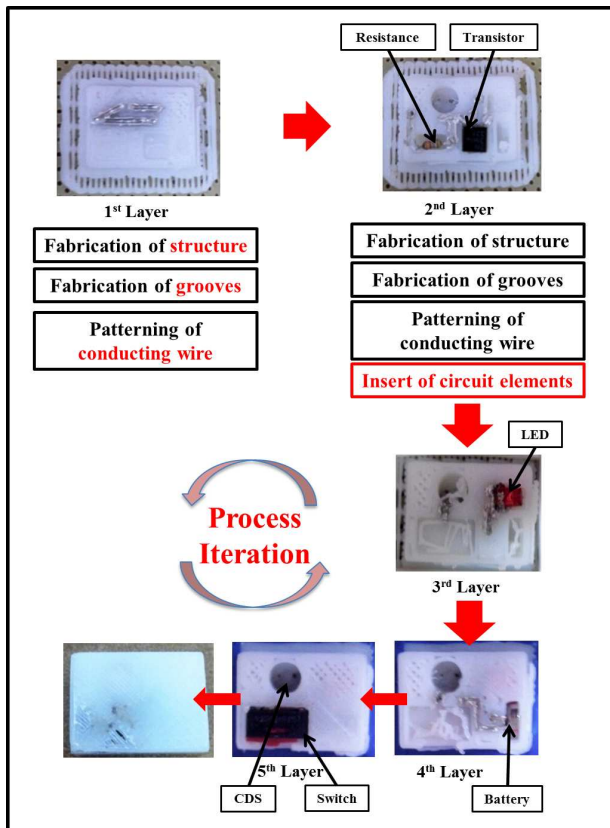 Resistance
Transistor
1st Layer
2nd Layer
Fabrication of structure
Fabrication of grooves
Patterning of
conducting wire
Fabrication of structure
Fabrication of grooves
Patterning of
conducting wire
Insert of circuit elements
LED
Process
Iteration
3rd Layer
5th Layer
4th Layer
CDS
Switch
Battery